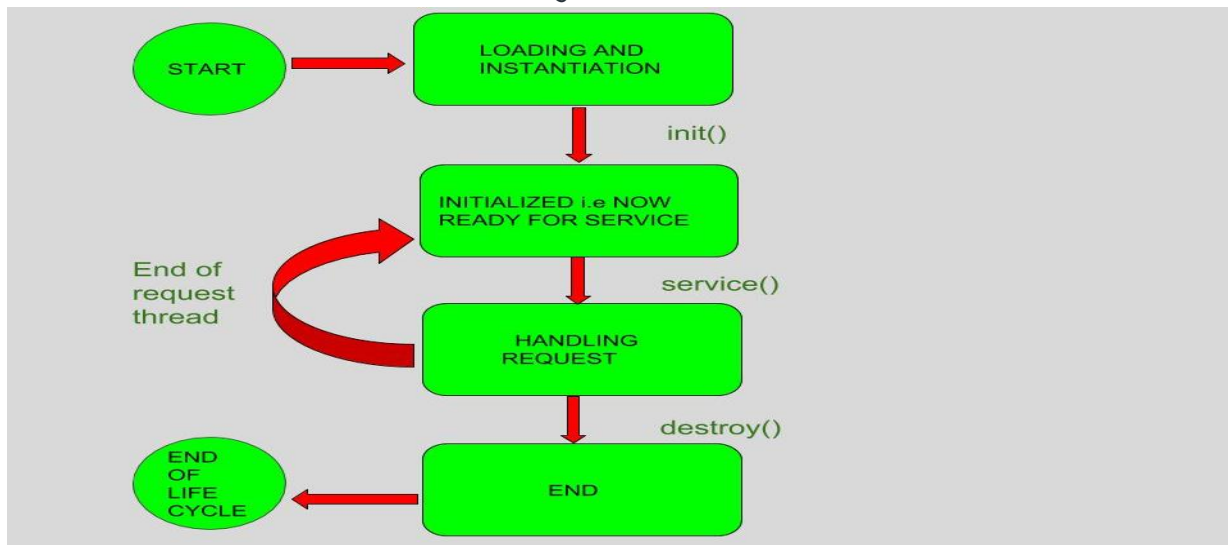 START
LOADING AND
INSTANTIATION
init()
INITIALIZED i.e NOW
READY FOR SERVICE
End of
request
thread
service()
HANDLING
REQUEST
destroy()
END
OF
LIFE
CYCLE
END